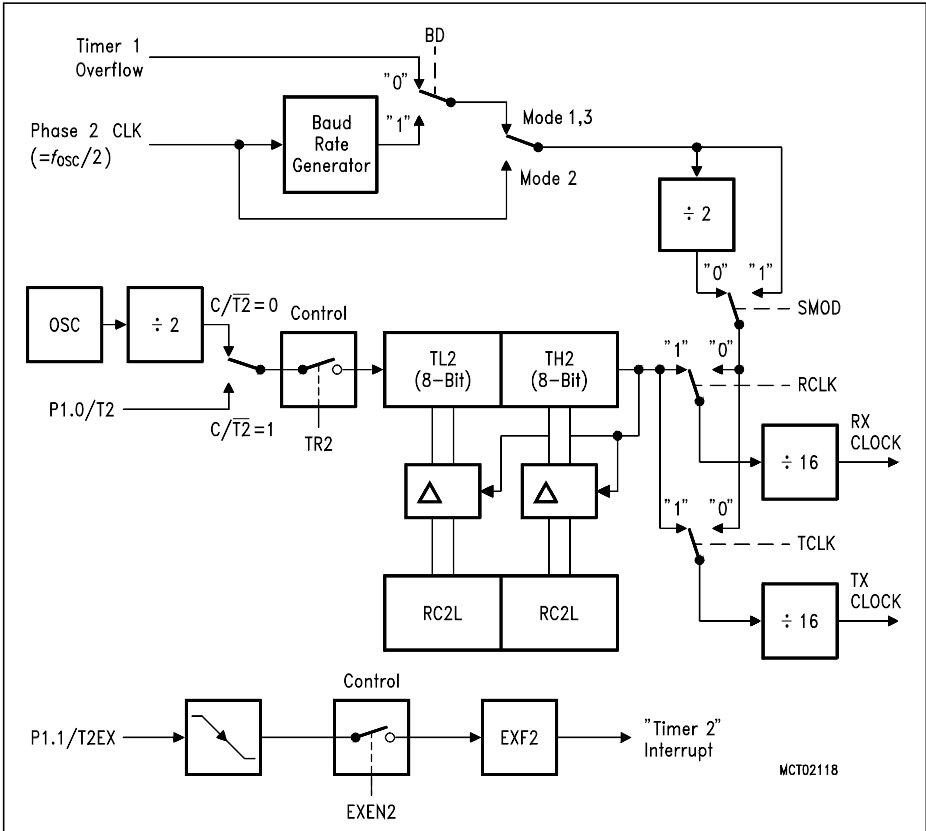 BD
Timer 1
Overflow
"0"
Phase 2 CLK
(=fOSC/2)
Baud
Rate
Generator
"1"
Mode 1,3
Mode 2
÷ 2
"0" "1"
SMOD
OSC
÷ 2
C/T2̅=0
Control
TL2
(8-Bit)
TH2
(8-Bit)
"1" "0"
RCLK
P1.0/T2
C/T2̅=1
TR2
RX
CLOCK
÷ 16
"1" "0"
TCLK
RC2L
RC2L
TX
CLOCK
÷ 16
Control
P1.1/T2EX
EXF2
"Timer 2"
Interrupt
EXEN2
MCT02118